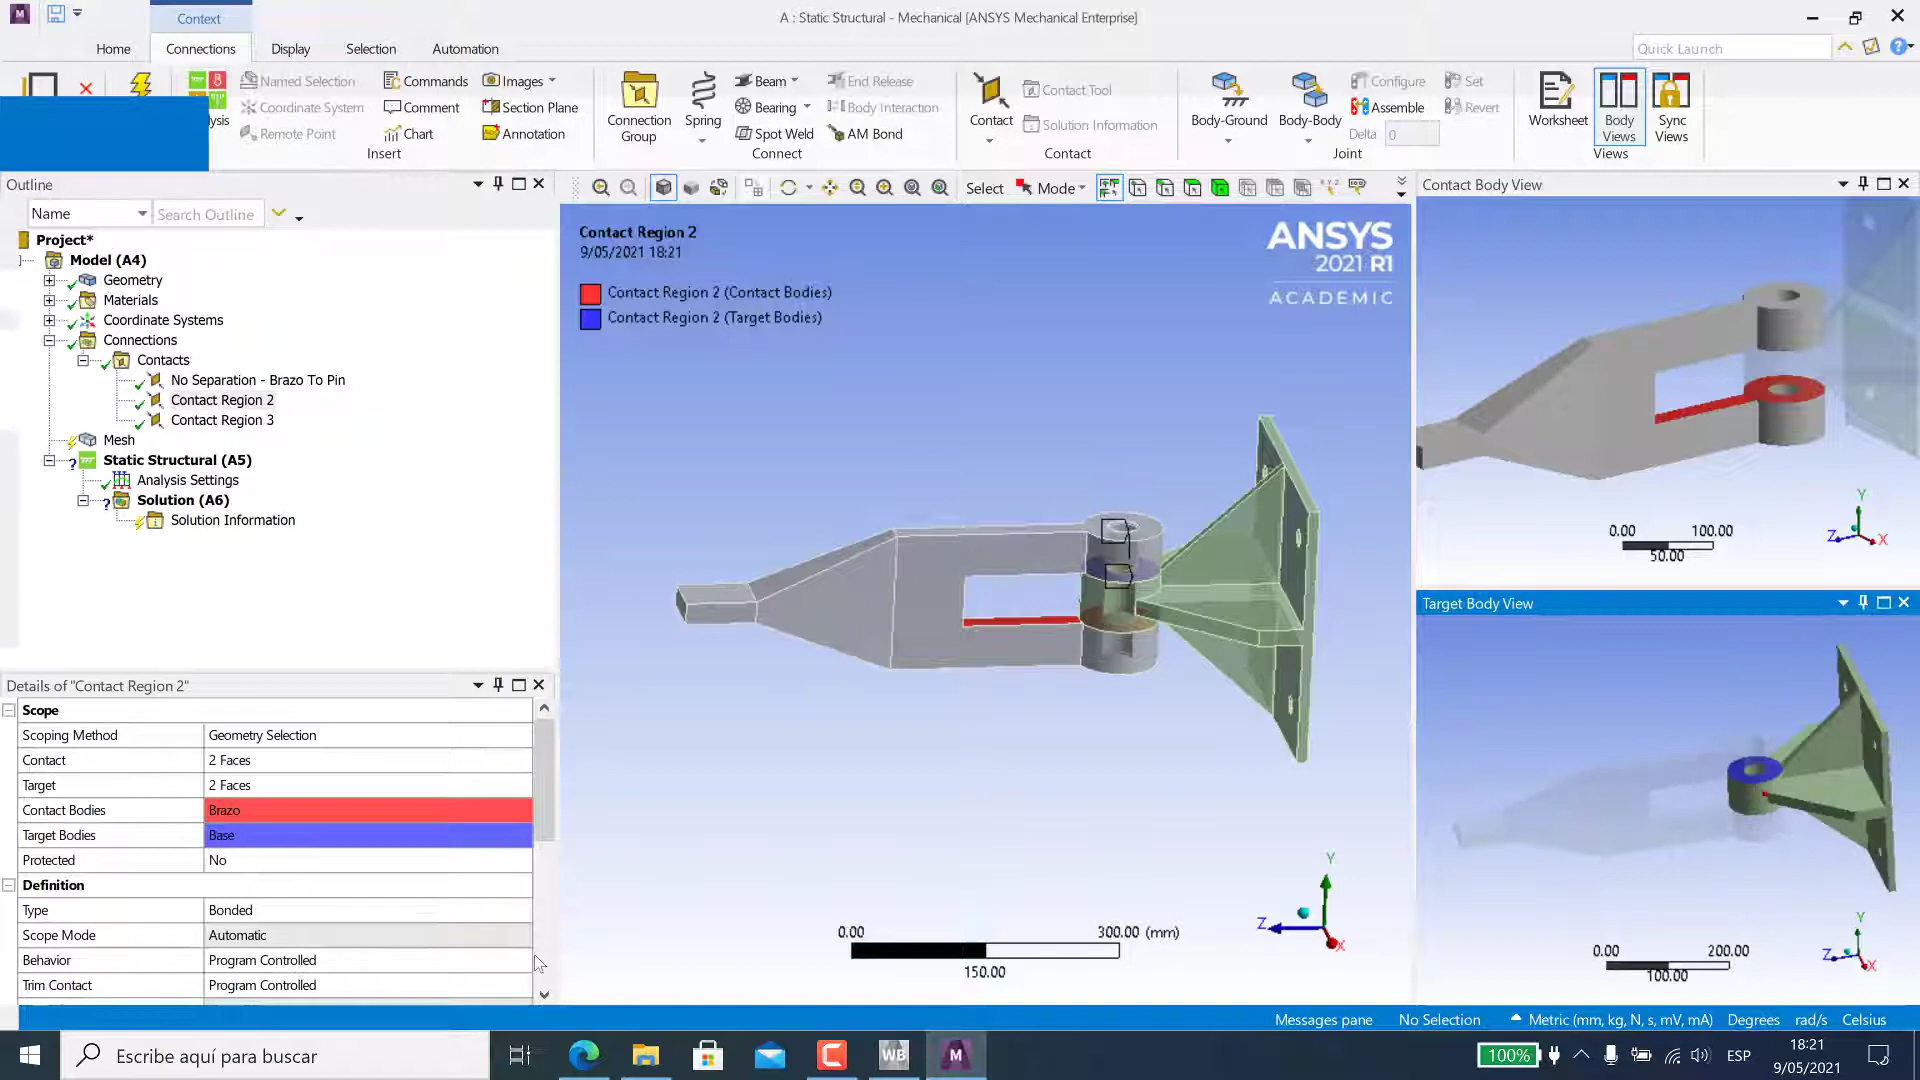 Context
A : Static Structural - Mechanical [ANSYS Mechanical Enterprise]
Home Connections Display Selection Automation
Quick Launch
Named Selection
Coordinate System
Remote Point
Commands
Comment
Chart
Images
Section Plane
Annotation
Insert
Connection Group
Spring
Beam
Bearing
Spot Weld
End Release
Body Interaction
AM Bond
Connect
Contact
Contact Tool
Solution Information
Contact
Body-Ground
Body-Body
Configure
Assemble
Delta 0
Set
Revert
Joint
Worksheet
Body Views
Sync Views
Views
Outline
Name Search Outline
Project*
Model (A4)
Geometry
Materials
Coordinate Systems
Connections
Contacts
No Separation - Brazo To Pin
Contact Region 2
Contact Region 3
Mesh
Static Structural (A5)
Analysis Settings
Solution (A6)
Solution Information
Details of "Contact Region 2"
Scope
Scoping Method Geometry Selection
Contact 2 Faces
Target 2 Faces
Contact Bodies Brazo
Target Bodies Base
Protected No
Definition
Type Bonded
Scope Mode Automatic
Behavior Program Controlled
Trim Contact Program Controlled
Select Mode
Contact Region 2
9/05/2021 18:21
Contact Region 2 (Contact Bodies)
Contact Region 2 (Target Bodies)
ANSYS
2021 R1
ACADEMIC
0.00 300.00 (mm)
150.00
Y
Z
X
Contact Body View
0.00 100.00
50.00
Y
Z
X
Target Body View
0.00 200.00
100.00
Y
Z
X
Messages pane No Selection Metric (mm, kg, N, s, mV, mA) Degrees rad/s Celsius
Escribe aquí para buscar
WB
M
100%
ESP
18:21
9/05/2021